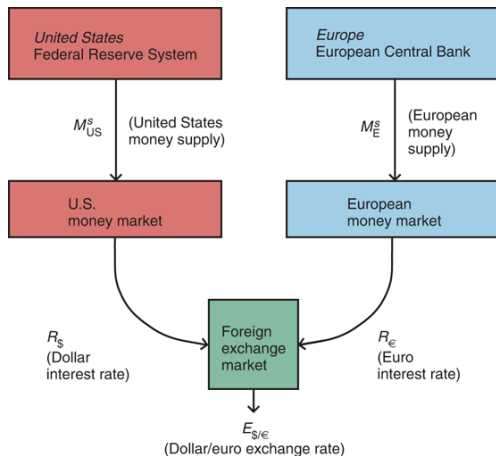 United States
Federal Reserve System
Europe
European Central Bank
M^s_US
(United States
money supply)
M^s_E
(European
money
supply)
U.S.
money market
European
money market
Foreign
exchange
market
R_$
(Dollar
interest rate)
R_€
(Euro
interest rate)
E_$/€
(Dollar/euro exchange rate)